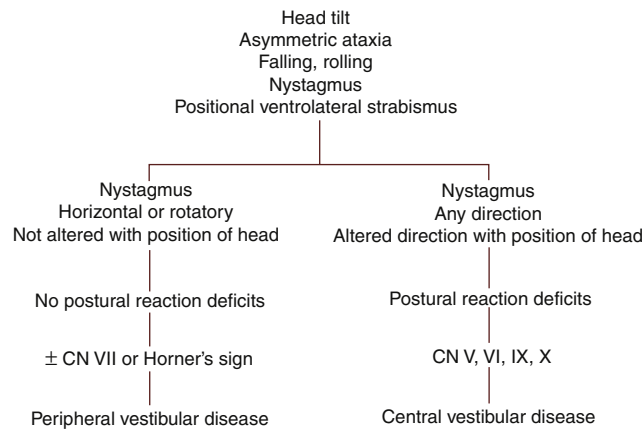 Head tilt
Asymmetric ataxia
Falling, rolling
Nystagmus
Positional ventrolateral strabismus
Nystagmus
Horizontal or rotatory
Not altered with position of head
No postural reaction deficits
± CN VII or Horner's sign
Peripheral vestibular disease
Nystagmus
Any direction
Altered direction with position of head
Postural reaction deficits
CN V, VI, IX, X
Central vestibular disease